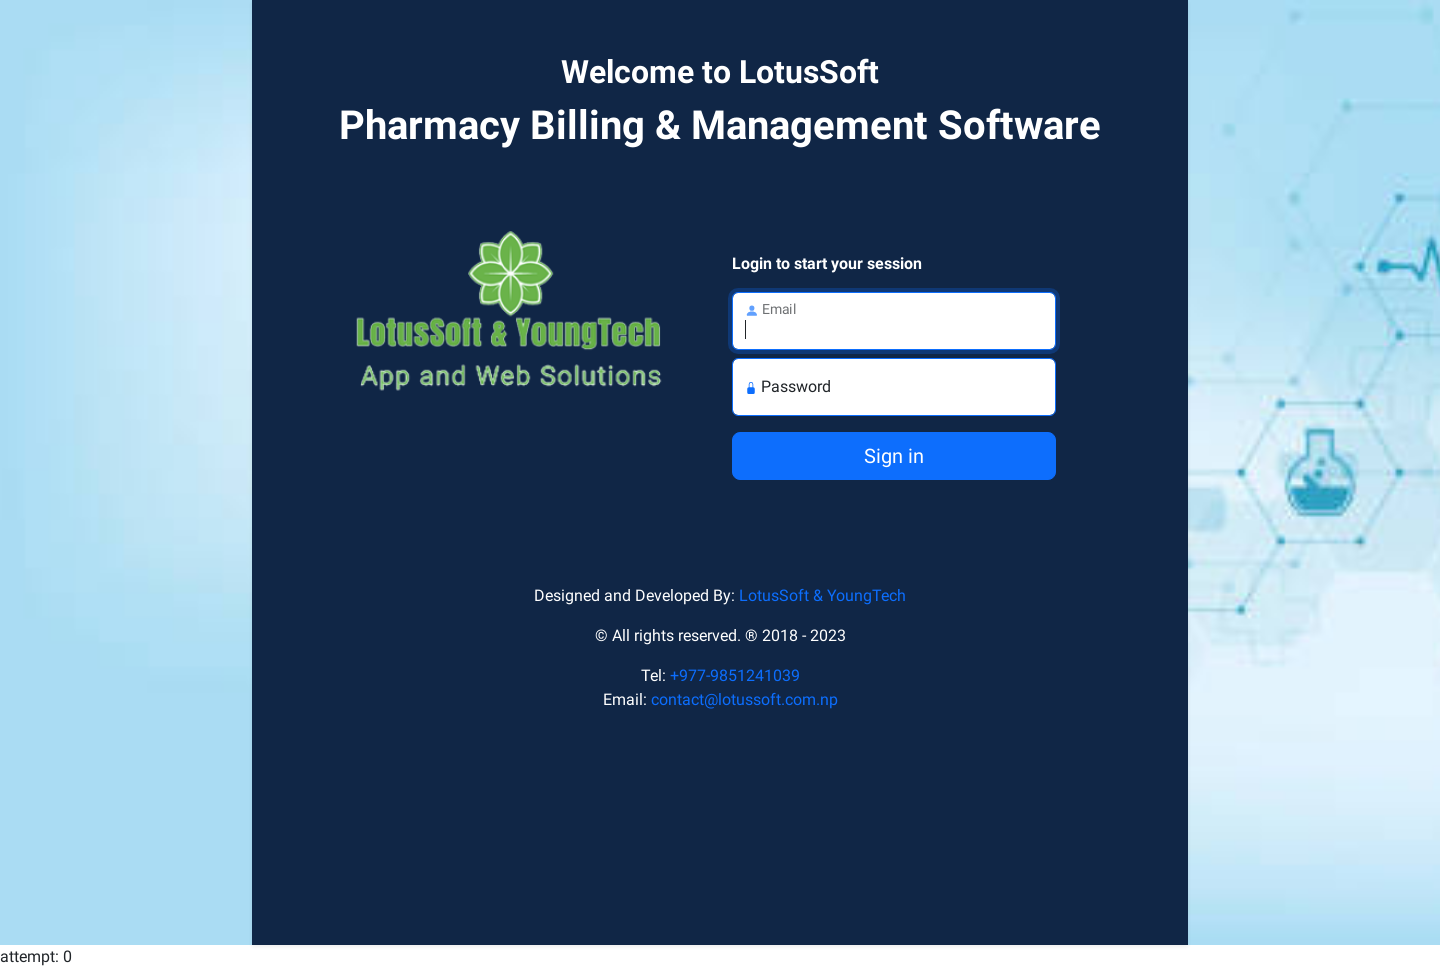 Welcome to LotusSoft
Pharmacy Billing & Management Software
LotusSoft & YoungTech
App and Web Solutions
Login to start your session
Email
Password
Sign in
Designed and Developed By: LotusSoft & YoungTech
© All rights reserved. ® 2018 - 2023
Tel: +977-9851241039
Email: contact@lotussoft.com.np
attempt: 0